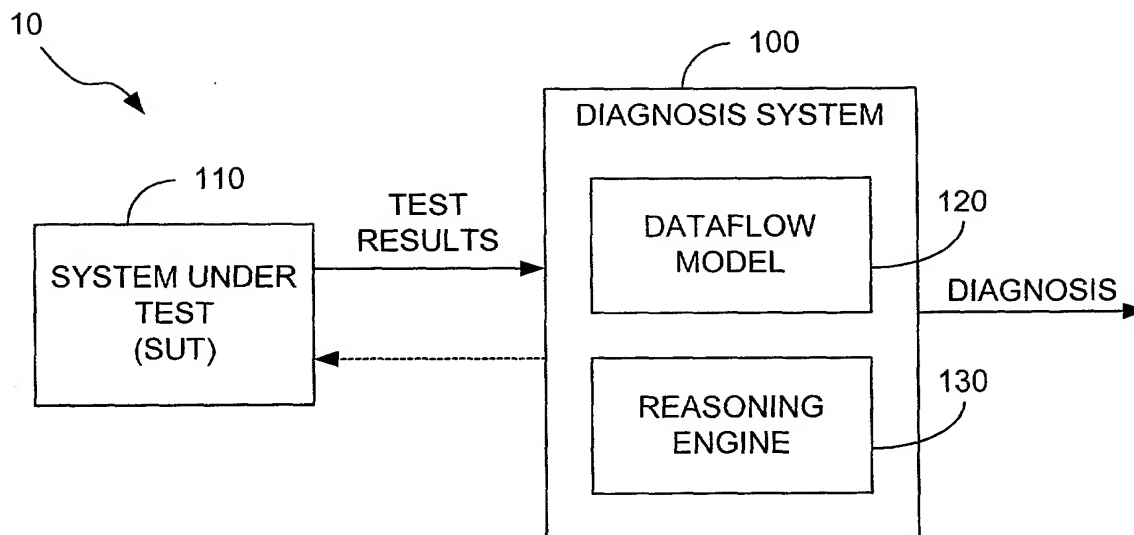 10
100
DIAGNOSIS SYSTEM
110
TEST
RESULTS
SYSTEM UNDER
TEST
(SUT)
DATAFLOW
MODEL
120
DIAGNOSIS
REASONING
ENGINE
130